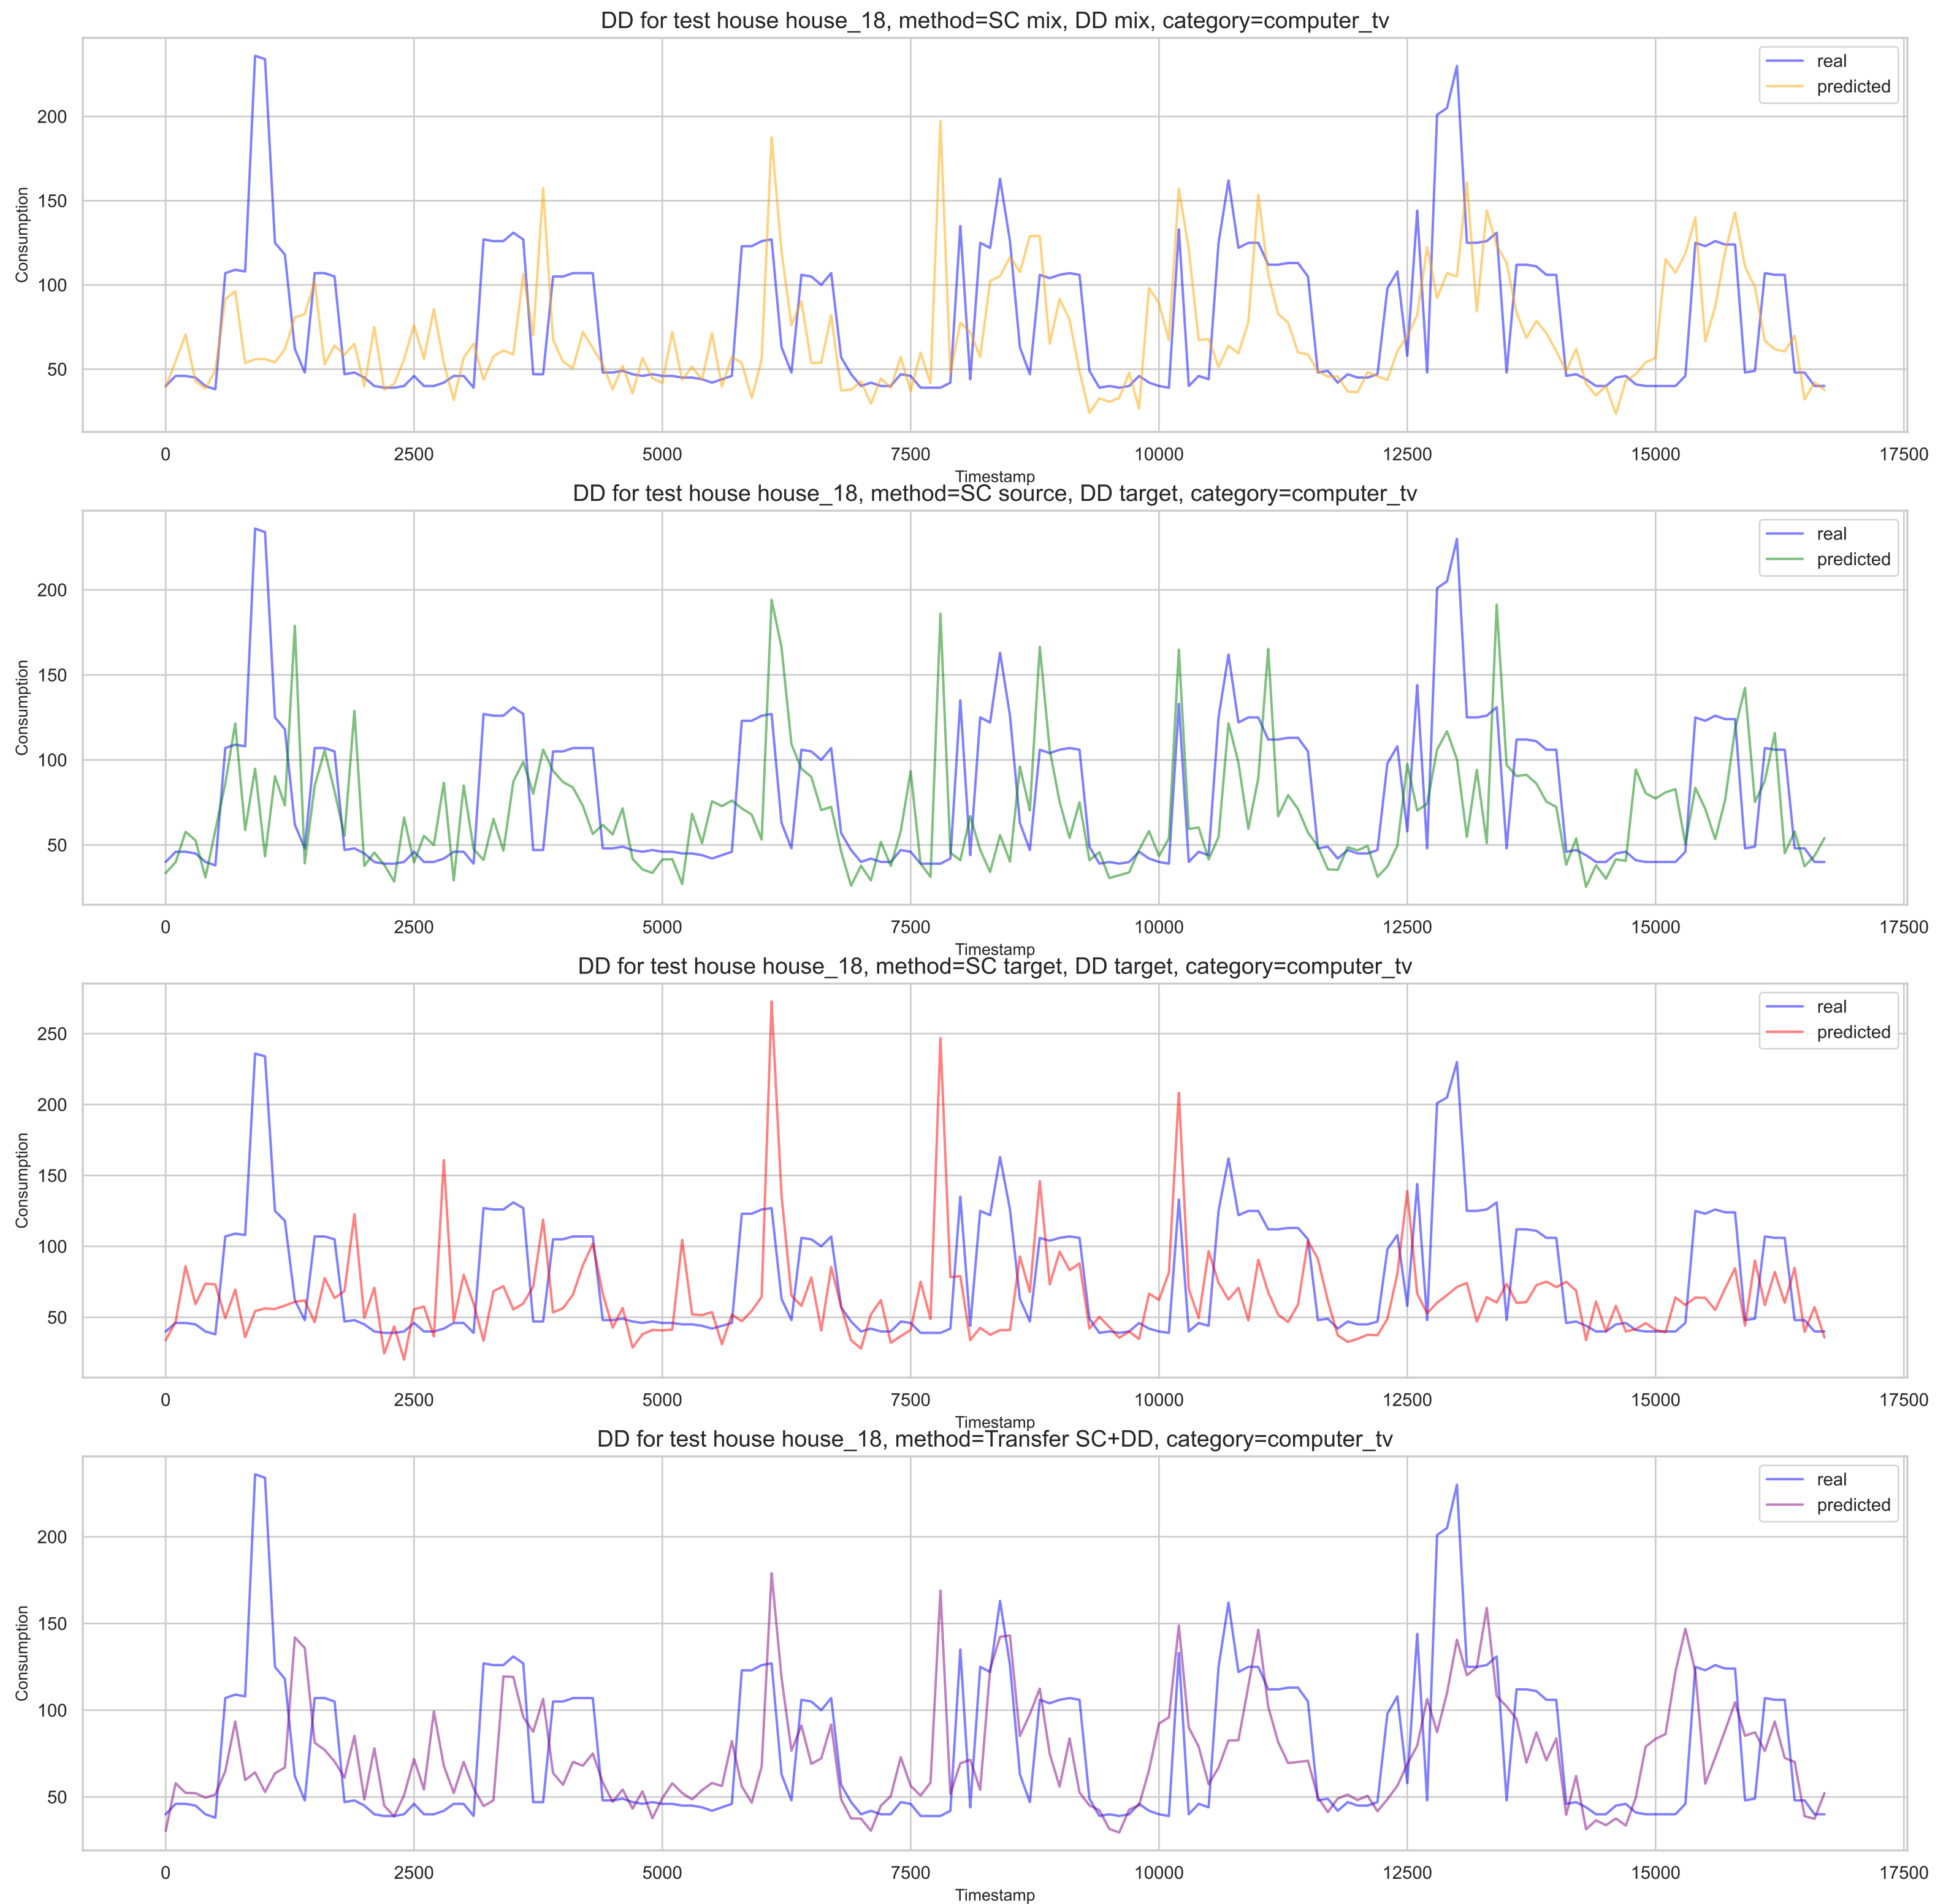 DD for test house house_18, method=SC mix, DD mix, category=computer_tv
real
predicted
Consumption
200
150
100
50
0 2500 5000 7500 10000 12500 15000 17500
Timestamp
DD for test house house_18, method=SC source, DD target, category=computer_tv
real
predicted
Consumption
200
150
100
50
0 2500 5000 7500 10000 12500 15000 17500
Timestamp
DD for test house house_18, method=SC target, DD target, category=computer_tv
real
predicted
Consumption
250
200
150
100
50
0 2500 5000 7500 10000 12500 15000 17500
Timestamp
DD for test house house_18, method=Transfer SC+DD, category=computer_tv
real
predicted
Consumption
200
150
100
50
0 2500 5000 7500 10000 12500 15000 17500
Timestamp